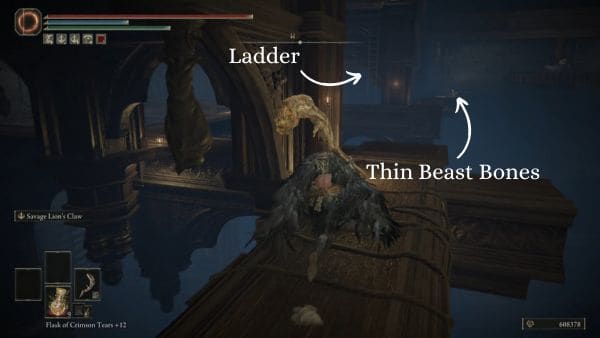 W
Ladder
Thin Beast Bones
Savage Lion's Claw
Flask of Crimson Tears +12
608378